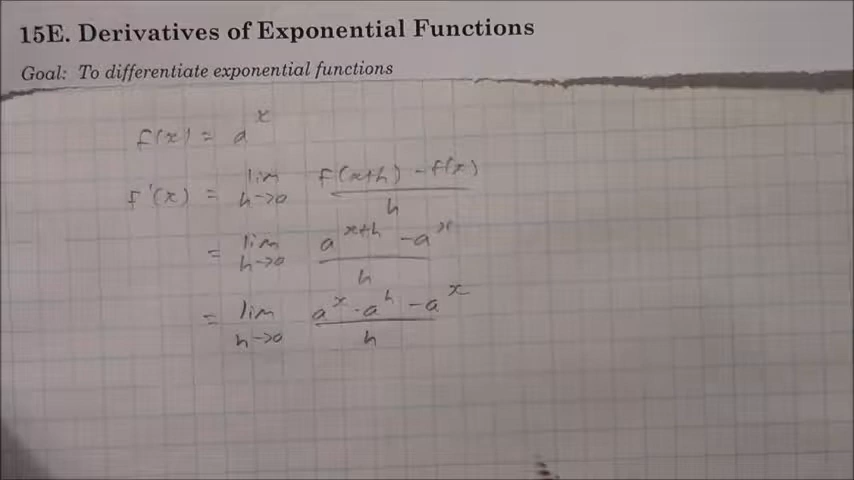 15E. Derivatives of Exponential Functions
Goal: To differentiate exponential functions
f(x) = a^x
f'(x) = lim h→0 f(x+h) - f(x) / h
= lim h→0 a^(x+h) - a^x / h
= lim h→0 a^x · a^h - a^x / h